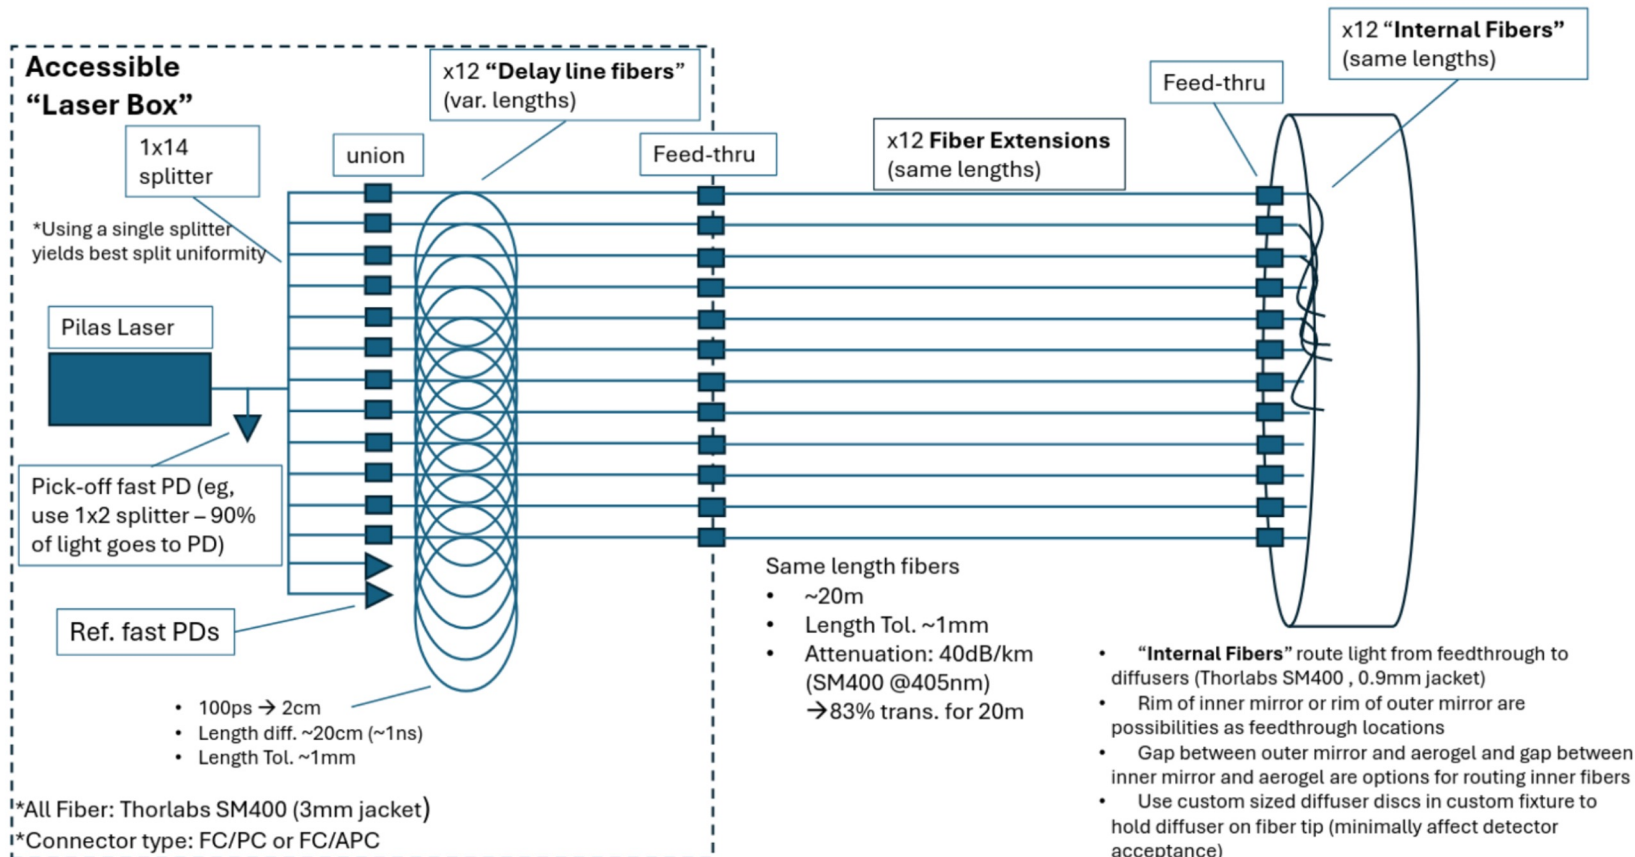 Accessible
“Laser Box”
1x14
splitter
*Using a single splitter
yields best split uniformity
Pilas Laser
Pick-off fast PD (eg,
use 1x2 splitter – 90%
of light goes to PD)
Ref. fast PDs
union
x12 “Delay line fibers”
(var. lengths)
Feed-thru
• 100ps → 2cm
• Length diff. ~20cm (~1ns)
• Length Tol. ~1mm
*All Fiber: Thorlabs SM400 (3mm jacket)
*Connector type: FC/PC or FC/APC
x12 Fiber Extensions
(same lengths)
Same length fibers
• ~20m
• Length Tol. ~1mm
• Attenuation: 40dB/km
(SM400 @405nm)
→83% trans. for 20m
Feed-thru
x12 “Internal Fibers”
(same lengths)
• “Internal Fibers” route light from feedthrough to
diffusers (Thorlabs SM400 , 0.9mm jacket)
• Rim of inner mirror or rim of outer mirror are
possibilities as feedthrough locations
• Gap between outer mirror and aerogel and gap between
inner mirror and aerogel are options for routing inner fibers
• Use custom sized diffuser discs in custom fixture to
hold diffuser on fiber tip (minimally affect detector
acceptance)